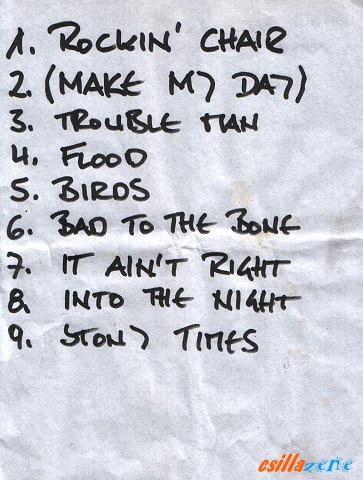 1. ROCKIN' CHAIR
2. (MAKE MY DAY)
3. TROUBLE MAN
4. FLOOD
5. BIRDS
6. BAD TO THE BONE
7. IT AIN'T RIGHT
8. INTO THE NIGHT
9. STONY TIMES
csillazene